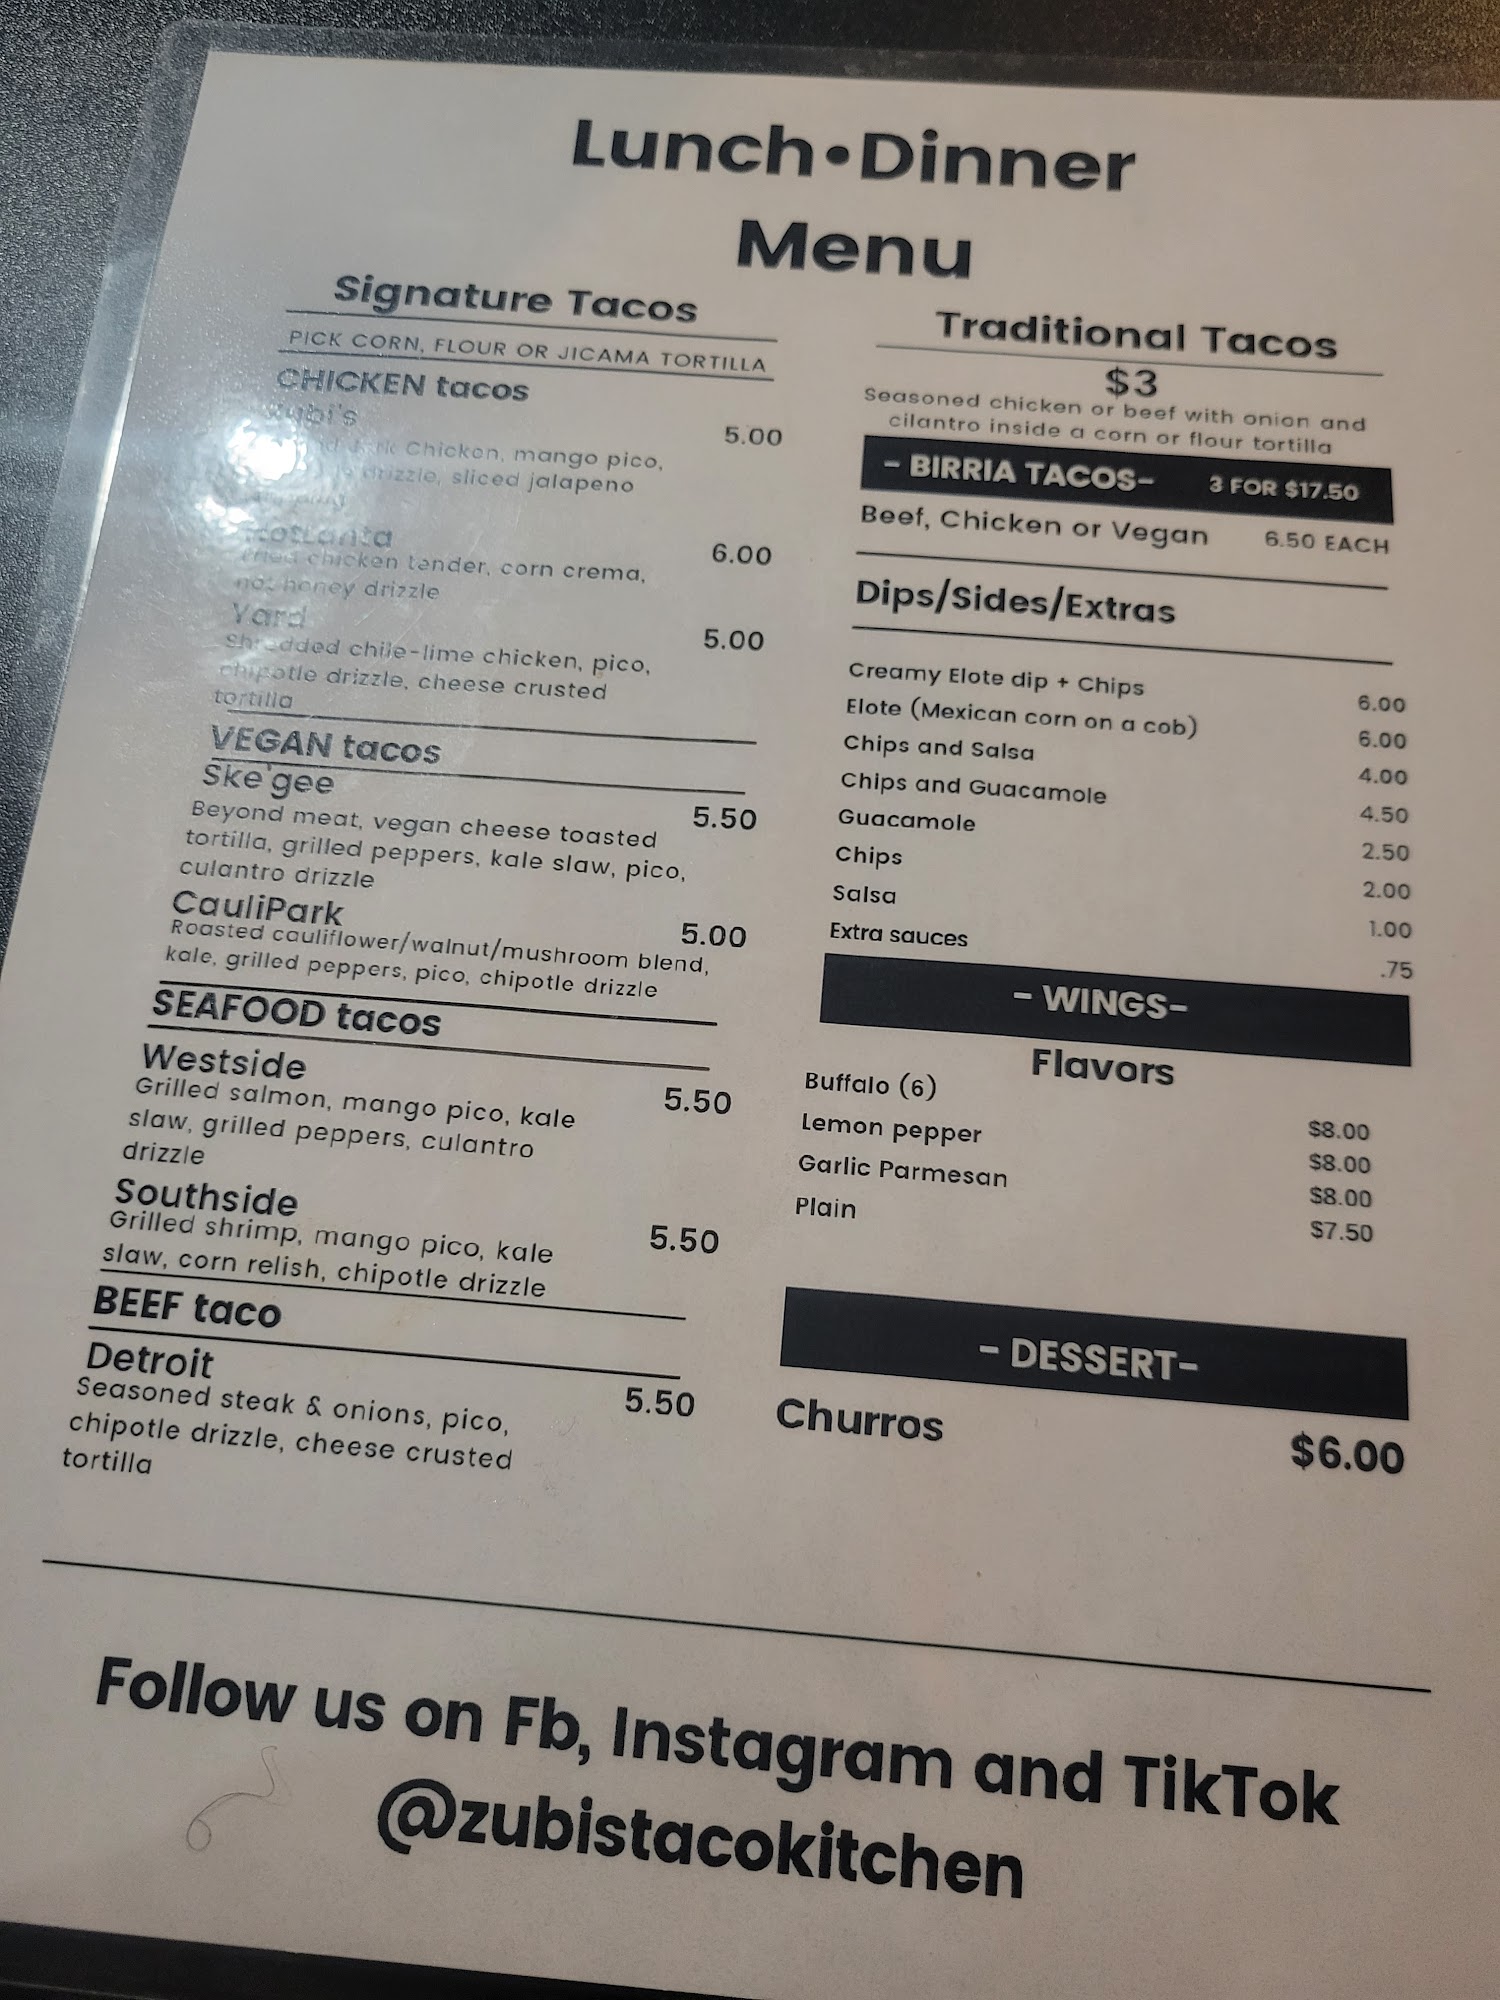 Lunch•Dinner
Menu
Signature Tacos
PICK CORN, FLOUR OR JICAMA TORTILLA
CHICKEN tacos
5.00
Chicken, mango pico,
drizzle, sliced jalapeno
6.00
Fried chicken tender, corn crema,
hot honey drizzle
Yard
5.00
Shredded chile-lime chicken, pico,
chipotle drizzle, cheese crusted
tortilla
VEGAN tacos
Ske'gee
5.50
Beyond meat, vegan cheese toasted
tortilla, grilled peppers, kale slaw, pico,
culantro drizzle
CauliPark
5.00
Roasted cauliflower/walnut/mushroom blend,
kale, grilled peppers, pico, chipotle drizzle
SEAFOOD tacos
Westside
5.50
Grilled salmon, mango pico, kale
slaw, grilled peppers, culantro
drizzle
Southside
5.50
Grilled shrimp, mango pico, kale
slaw, corn relish, chipotle drizzle
BEEF taco
Detroit
5.50
Seasoned steak & onions, pico,
chipotle drizzle, cheese crusted
tortilla
Traditional Tacos
$3
Seasoned chicken or beef with onion and
cilantro inside a corn or flour tortilla
- BIRRIA TACOS- 3 FOR $17.50
Beef, Chicken or Vegan 6.50 EACH
Dips/Sides/Extras
Creamy Elote dip + Chips 6.00
Elote (Mexican corn on a cob) 6.00
Chips and Salsa 4.00
Chips and Guacamole 4.50
Guacamole 2.50
Chips 2.00
Salsa 1.00
Extra sauces .75
- WINGS-
Flavors
Buffalo (6) $8.00
Lemon pepper $8.00
Garlic Parmesan $8.00
Plain $7.50
- DESSERT-
Churros $6.00
Follow us on Fb, Instagram and TikTok
@zubistacokitchen